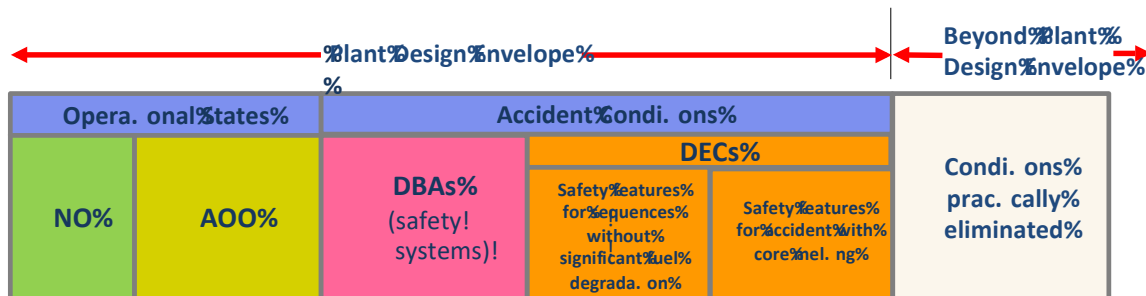 %Plant%Design%Envelope%
%
Beyond%Plant%
Design%Envelope%
Opera. onal%States%
Accident%Condi. ons%
NO%
AOO%
DBAs%
(safety!
systems)!
DECs%
Safety%features%
for%sequences%
without%
significant%fuel%
degrada. on%
Safety%features%
for%accident%with%
core%mel. ng%
Condi. ons%
prac. cally%
eliminated%